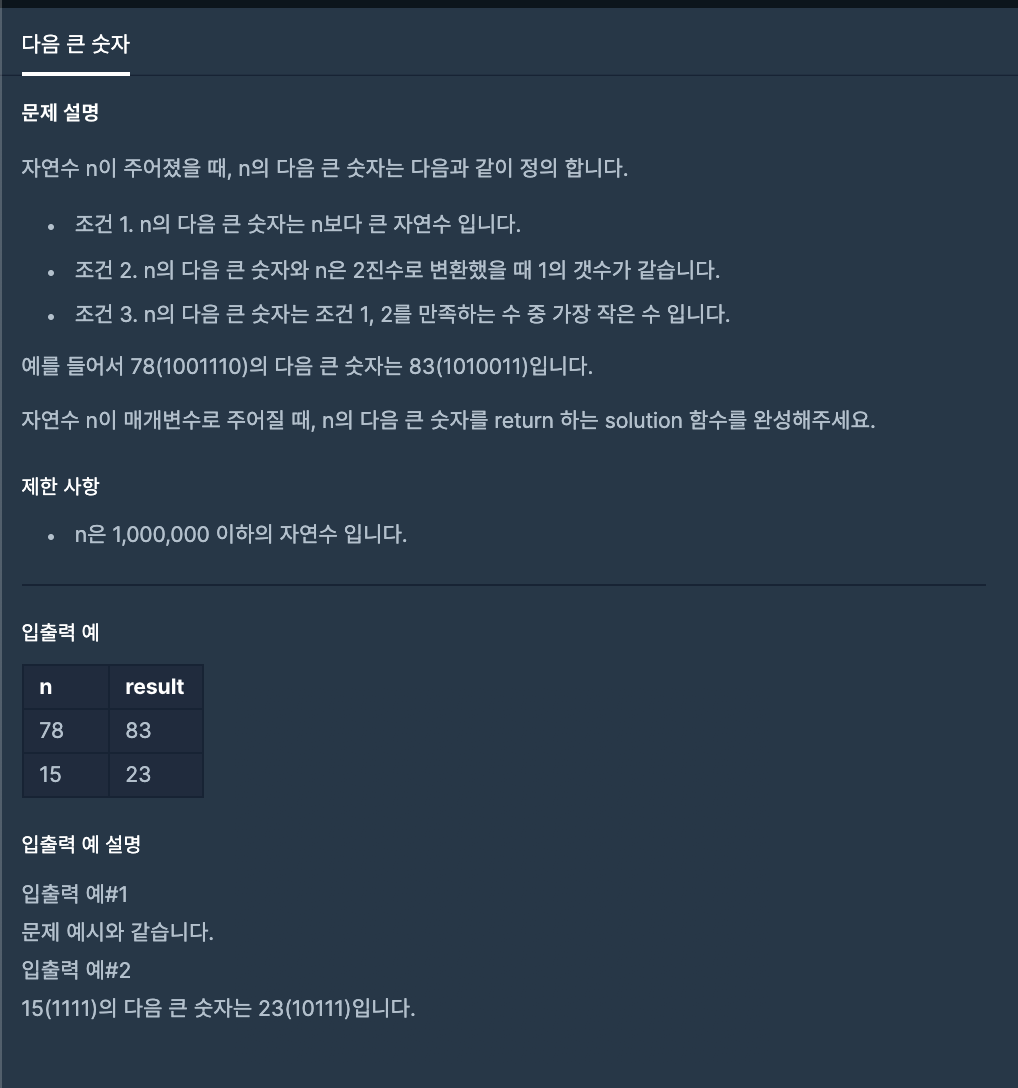 다음 큰 숫자
문제 설명
자연수 n이 주어졌을 때, n의 다음 큰 숫자는 다음과 같이 정의 합니다.
• 조건 1. n의 다음 큰 숫자는 n보다 큰 자연수 입니다.
• 조건 2. n의 다음 큰 숫자와 n은 2진수로 변환했을 때 1의 갯수가 같습니다.
• 조건 3. n의 다음 큰 숫자는 조건 1, 2를 만족하는 수 중 가장 작은 수 입니다.
예를 들어서 78(1001110)의 다음 큰 숫자는 83(1010011)입니다.
자연수 n이 매개변수로 주어질 때, n의 다음 큰 숫자를 return 하는 solution 함수를 완성해주세요.
제한 사항
• n은 1,000,000 이하의 자연수 입니다.
입출력 예
n result
78 83
15 23
입출력 예 설명
입출력 예#1
문제 예시와 같습니다.
입출력 예#2
15(1111)의 다음 큰 숫자는 23(10111)입니다.